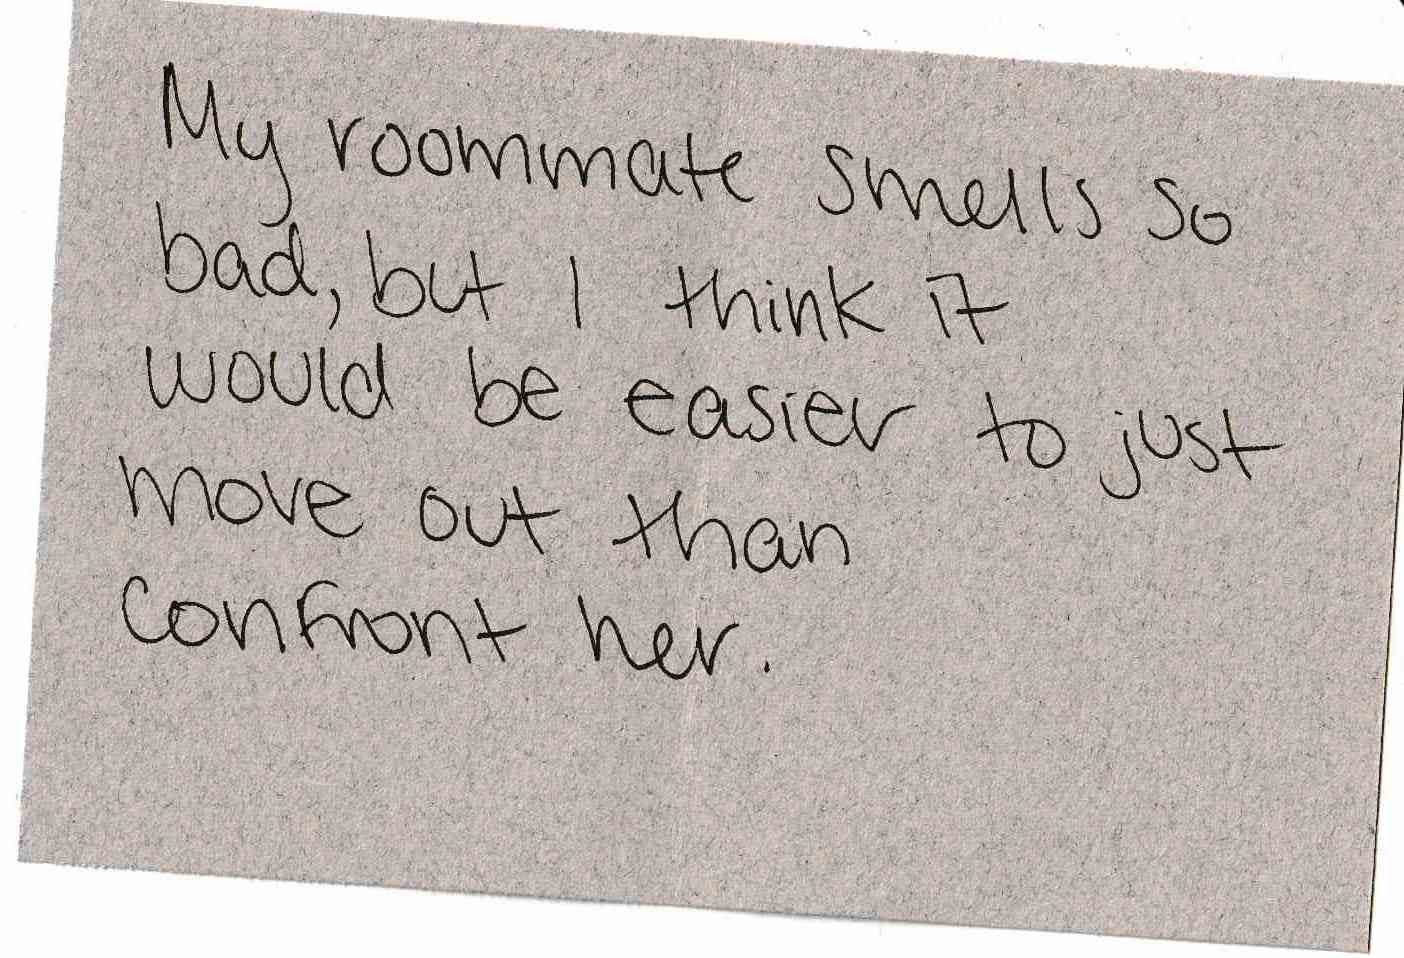 My roommate smells so
bad, but I think it
would be easier to just
move out than
confront her.